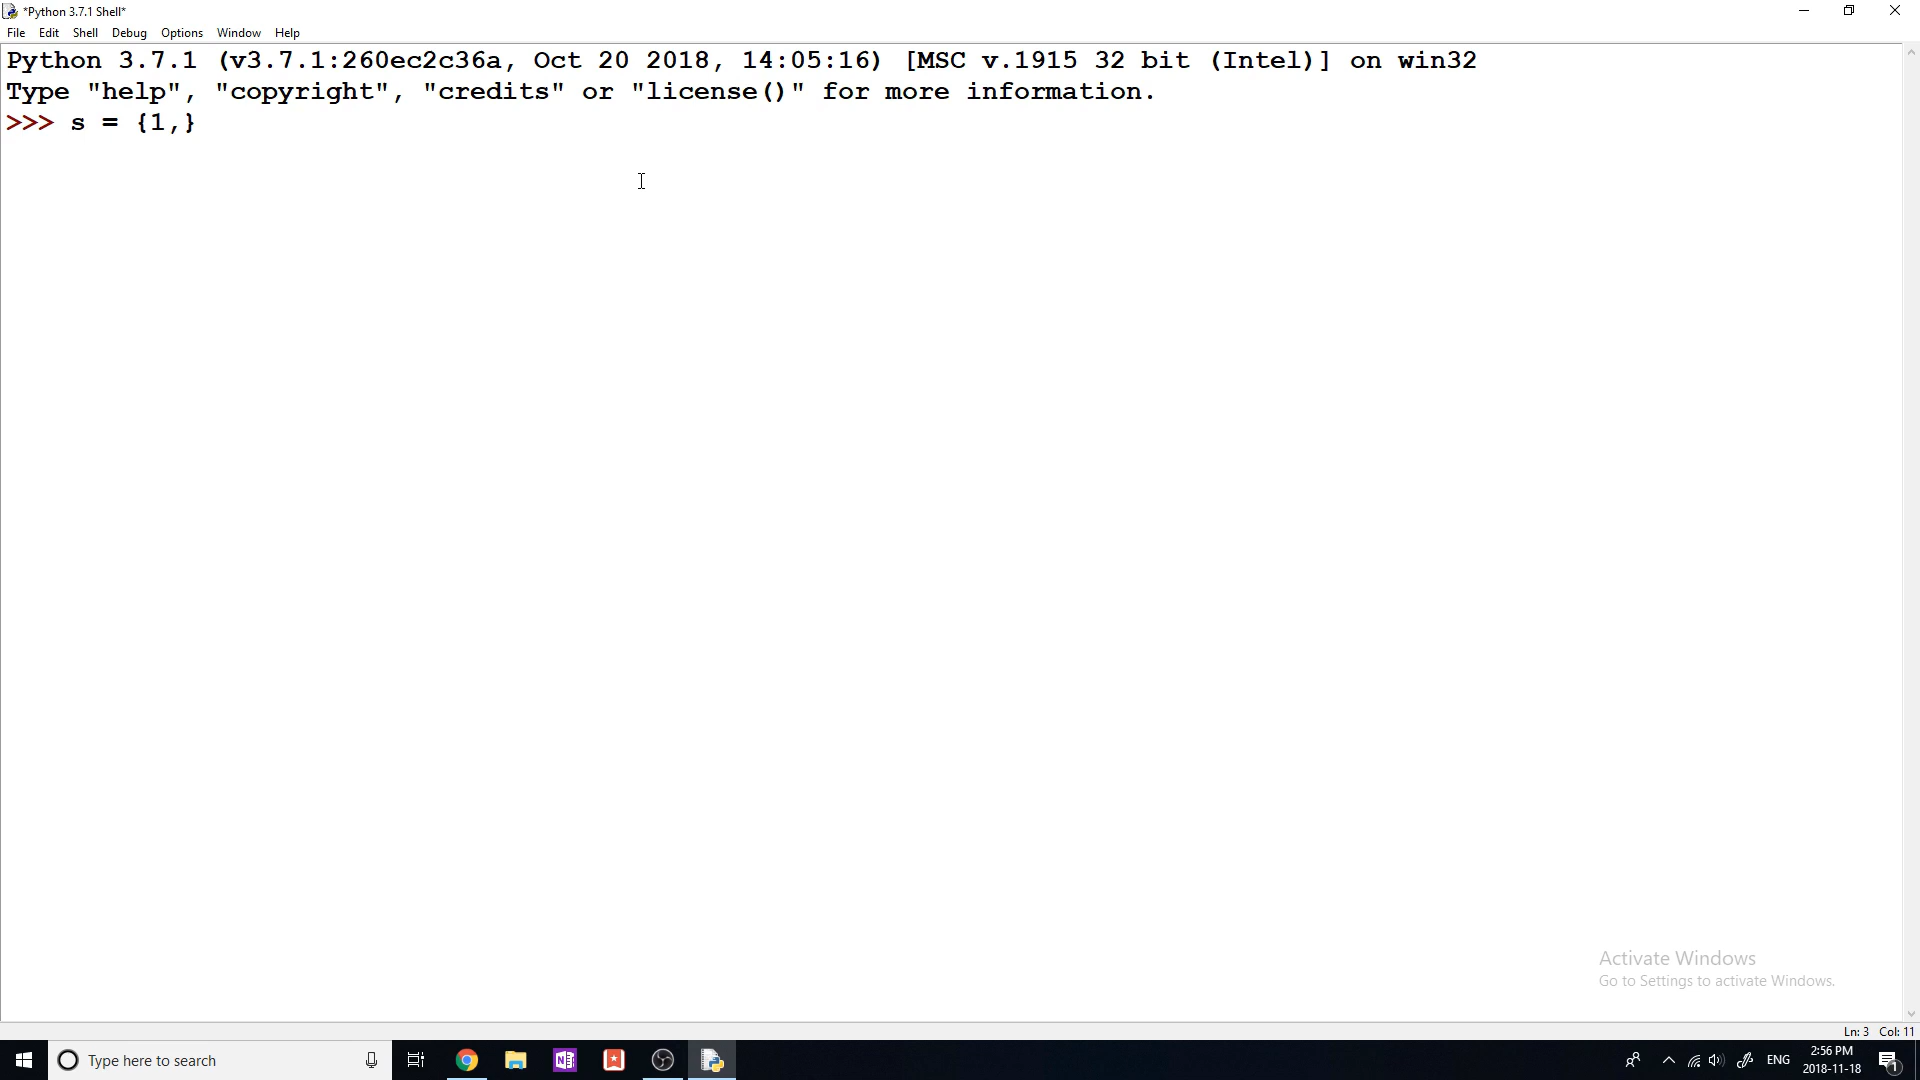 *Python 3.7.1 Shell*
File Edit Shell Debug Options Window Help
Python 3.7.1 (v3.7.1:260ec2c36a, Oct 20 2018, 14:05:16) [MSC v.1915 32 bit (Intel)] on win32
Type "help", "copyright", "credits" or "license()" for more information.
>>> s = {1,}
Activate Windows
Go to Settings to activate Windows.
Ln: 3 Col: 11
Type here to search
N
ENG
2:56 PM
2018-11-18
1